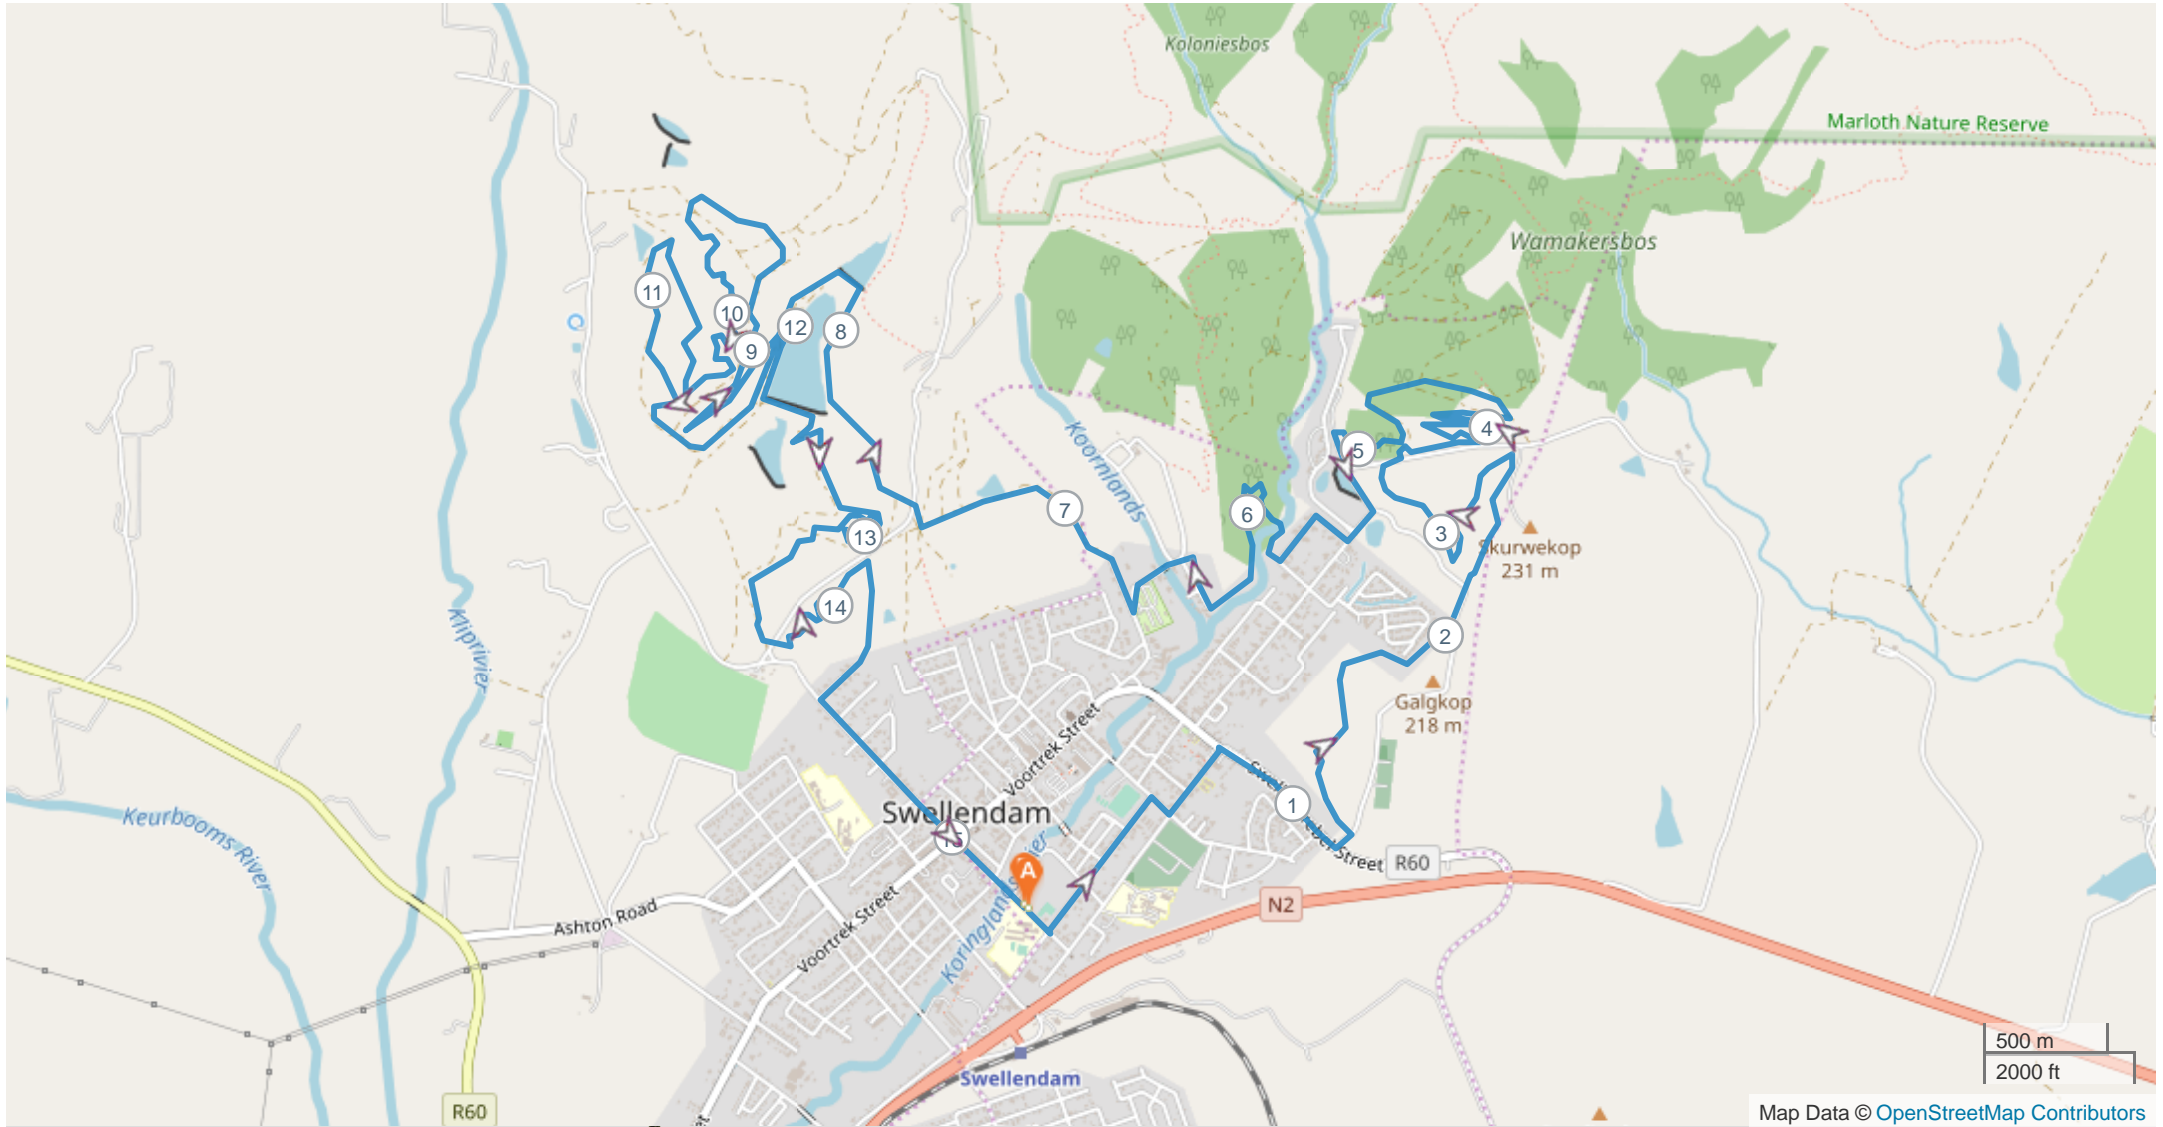 Koloniesbos
Marloth Nature Reserve
Wamakersbos
11
10
12
8
9
Koornlands
4
5
6
7
3
13
Skurwekop
231 m
14
2
Kliprivier
Galgkop
218 m
Voortrek Street
Swellendam
1
15
Keurbooms River
A
R60
N2
Ashton Road
Voortrek Street
500 m
2000 ft
Swellendam
R60
Map Data © OpenStreetMap Contributors